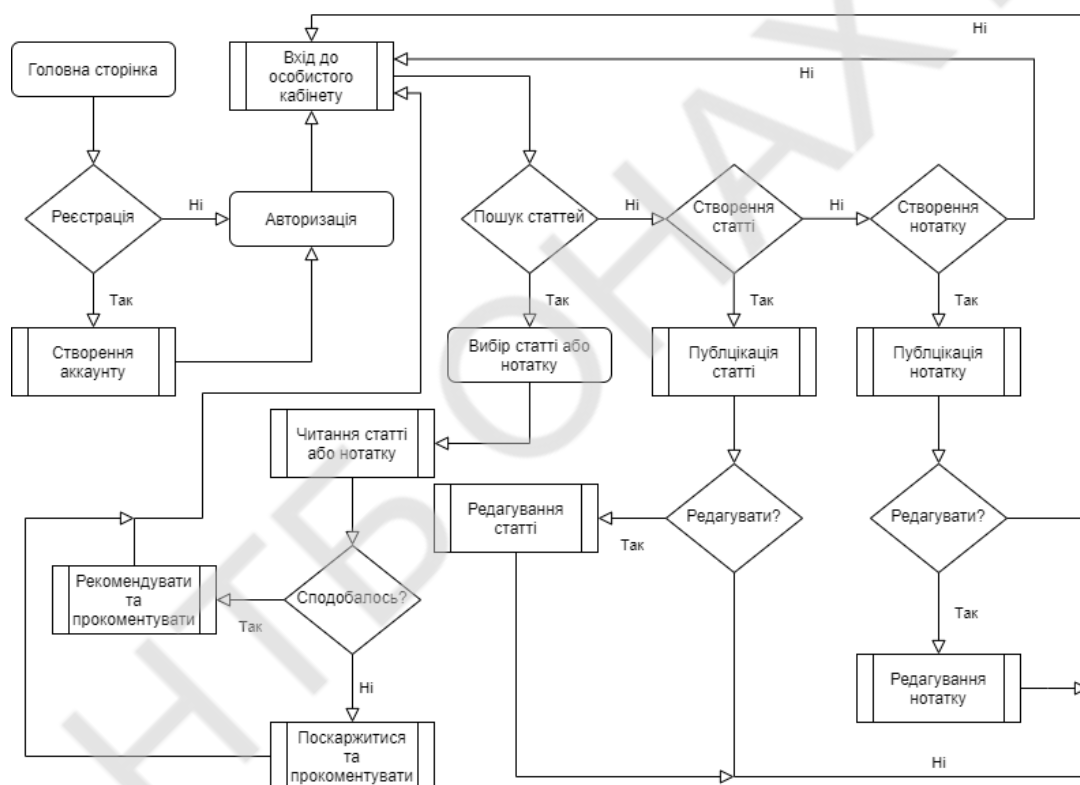 Ні
Головна сторінка
Вхід до
особистого
кабінету
Ні
Реєстрація
Ні
Авторизація
Пошук статтей
Ні
Створення
статті
Ні
Створення
нотатку
Так
Так
Так
Так
Створення
аккаунту
Вибір статті або
нотатку
Публцікація
статті
Публцікація
нотатку
Читання статті
або нотатку
Редагування
статті
Так
Редагувати?
Редагувати?
Рекомендувати
та
прокоментувати
Так
Сподобалось?
Так
Ні
Редагування
нотатку
Поскаржитися
та
прокоментувати
Ні
НТБ ОНАХ